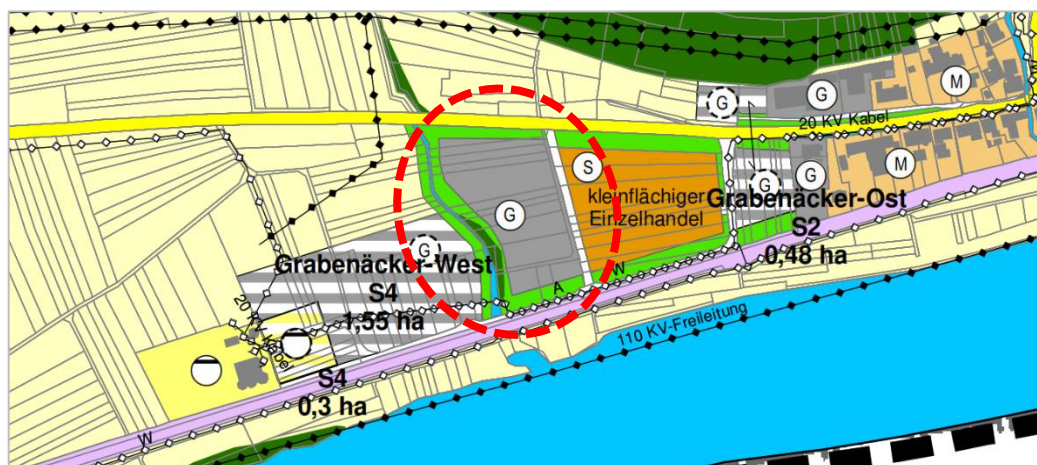 G
G
M
20 KV Kabel
S
kleinflächiger
Einzelhandel
G
G
M
Grabenäcker-Ost
S2
0,48 ha
G
G
Grabenäcker-West
S4
1,55 ha
W
A
110 KV-Freileitung
S4
0,3 ha
W